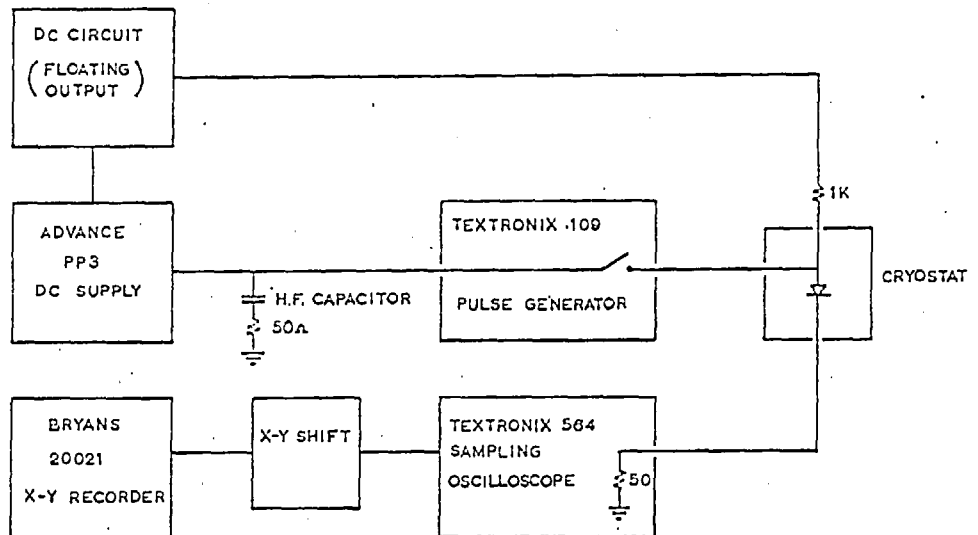 DC CIRCUIT
(FLOATING
OUTPUT)
1K
ADVANCE
PP3
DC SUPPLY
TEXTRONIX 109
PULSE GENERATOR
CRYOSTAT
H.F. CAPACITOR
50Ω
BRYANS
20021
X-Y RECORDER
X-Y SHIFT
TEXTRONIX 564
SAMPLING
OSCILLOSCOPE
50